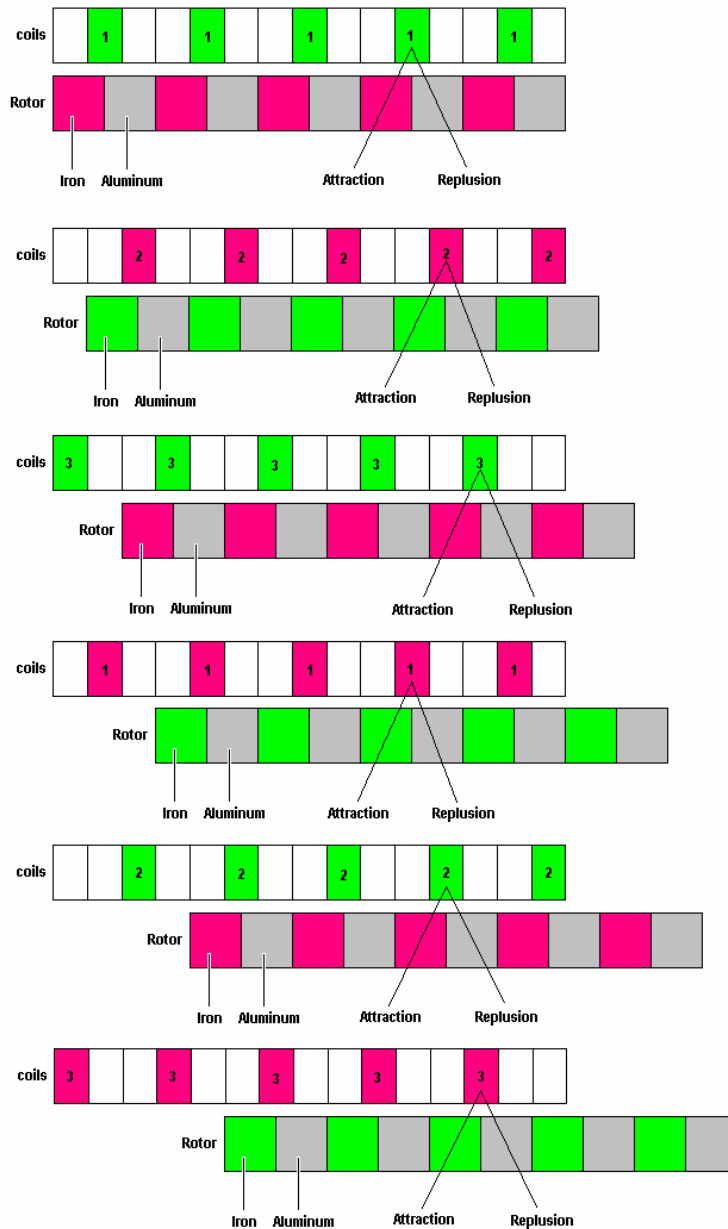 coils 1 1 1 1 1
Rotor
Iron Aluminum Attraction Replusion
coils 2 2 2 2 2
Rotor
Iron Aluminum Attraction Replusion
coils 3 3 3 3 3
Rotor
Iron Aluminum Attraction Replusion
coils 1 1 1 1 1
Rotor
Iron Aluminum Attraction Replusion
coils 2 2 2 2 2
Rotor
Iron Aluminum Attraction Replusion
coils 3 3 3 3 3
Rotor
Iron Aluminum Attraction Replusion